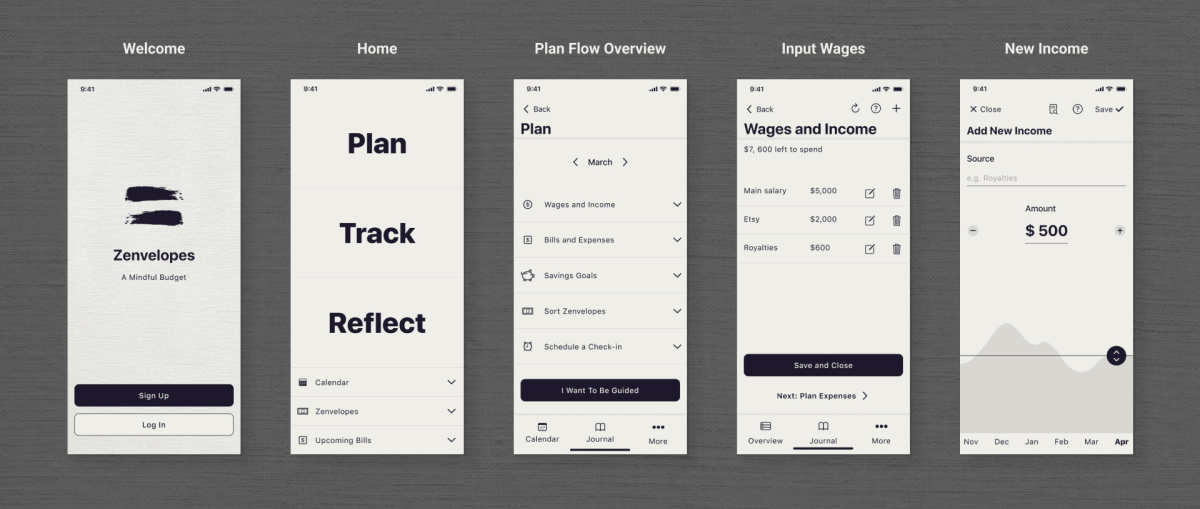 Welcome
Home
Plan Flow Overview
Input Wages
New Income
9:41
Zenvelopes
A Mindful Budget
Sign Up
Log In
9:41
Plan
Track
Reflect
Calendar
Zenvelopes
Upcoming Bills
9:41
Back
Plan
March
Wages and Income
Bills and Expenses
Savings Goals
Sort Zenvelopes
Schedule a Check-in
I Want To Be Guided
Calendar Journal More
9:41
Back
Wages and Income
$7, 600 left to spend
Main salary $5,000
Etsy $2,000
Royalties $600
Save and Close
Next: Plan Expenses
Overview Journal More
9:41
Close Save
Add New Income
Source
e.g. Royalties
Amount
$ 500
Nov Dec Jan Feb Mar Apr